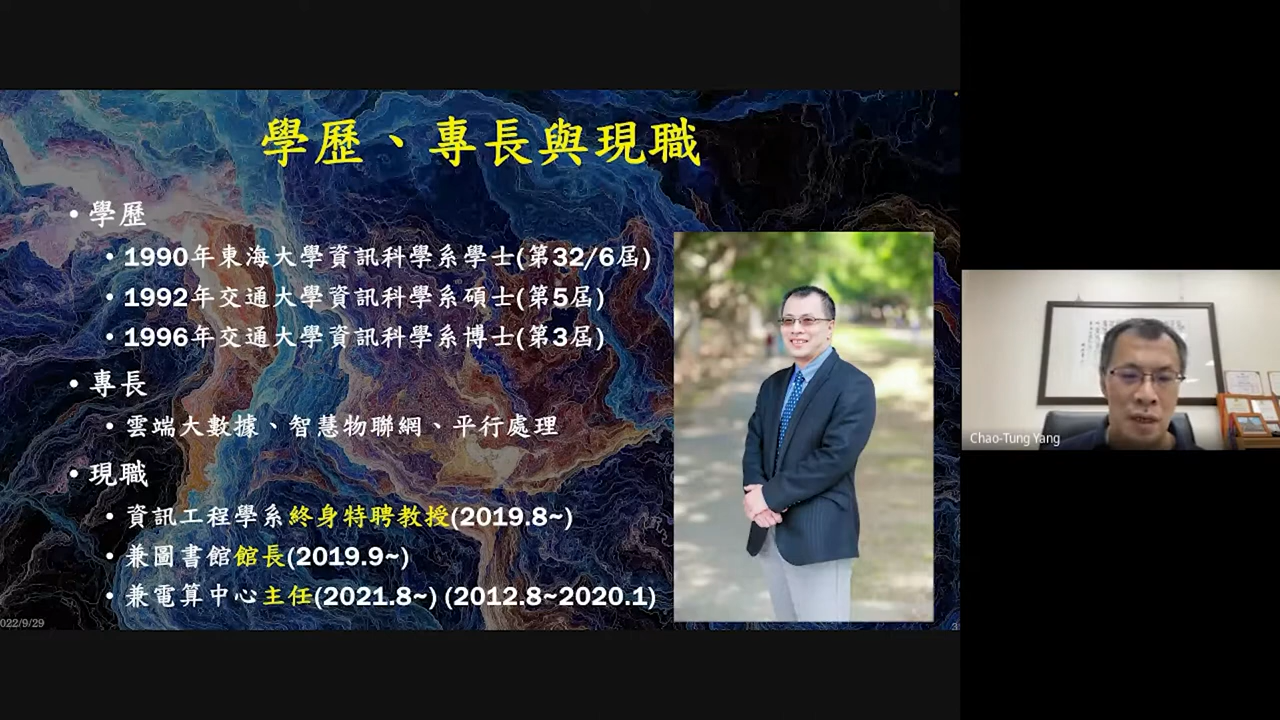 學歷、專長與現職
• 學歷
• 1990年東海大學資訊科學系學士(第32/6屆)
• 1992年交通大學資訊科學系碩士(第5屆)
• 1996年交通大學資訊科學系博士(第3屆)
• 專長
• 雲端大數據、智慧物聯網、平行處理
• 現職
• 資訊工程學系終身特聘教授(2019.8~)
• 兼圖書館館長(2019.9~)
• 兼電算中心主任(2021.8~) (2012.8~2020.1)
022/9/29
Chao-Tung Yang